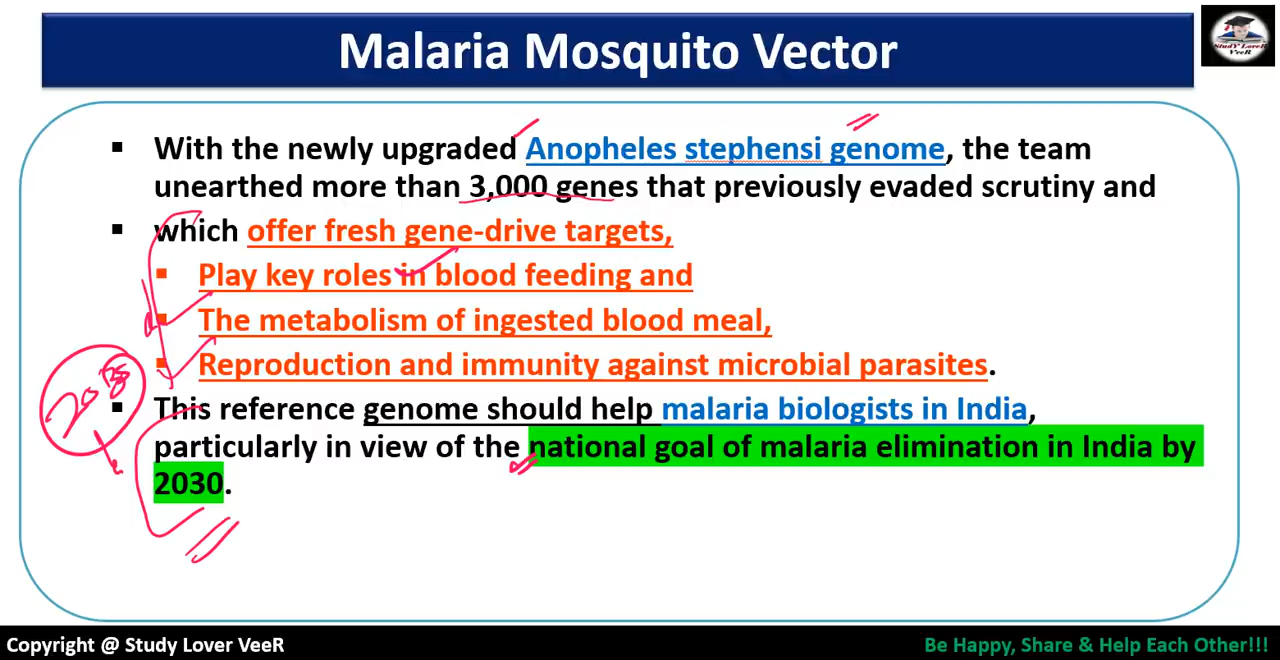 Malaria Mosquito Vector
StudY LoveR
VeeR
▪ With the newly upgraded Anopheles stephensi genome, the team
unearthed more than 3,000 genes that previously evaded scrutiny and
▪ which offer fresh gene-drive targets,
▪ Play key roles in blood feeding and
▪ The metabolism of ingested blood meal,
▪ Reproduction and immunity against microbial parasites.
▪ This reference genome should help malaria biologists in India,
particularly in view of the national goal of malaria elimination in India by
2030.
Copyright @ Study Lover VeeR
Be Happy, Share & Help Each Other!!!